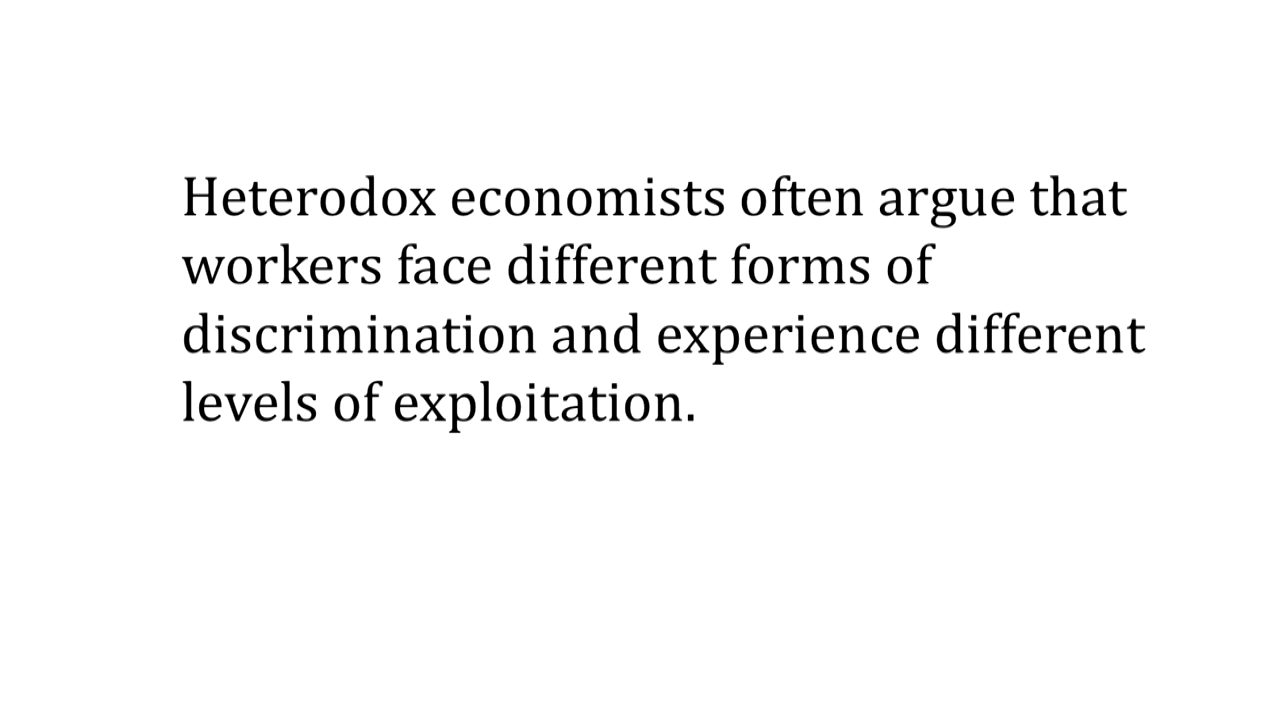 Heterodox economists often argue that
workers face different forms of
discrimination and experience different
levels of exploitation.